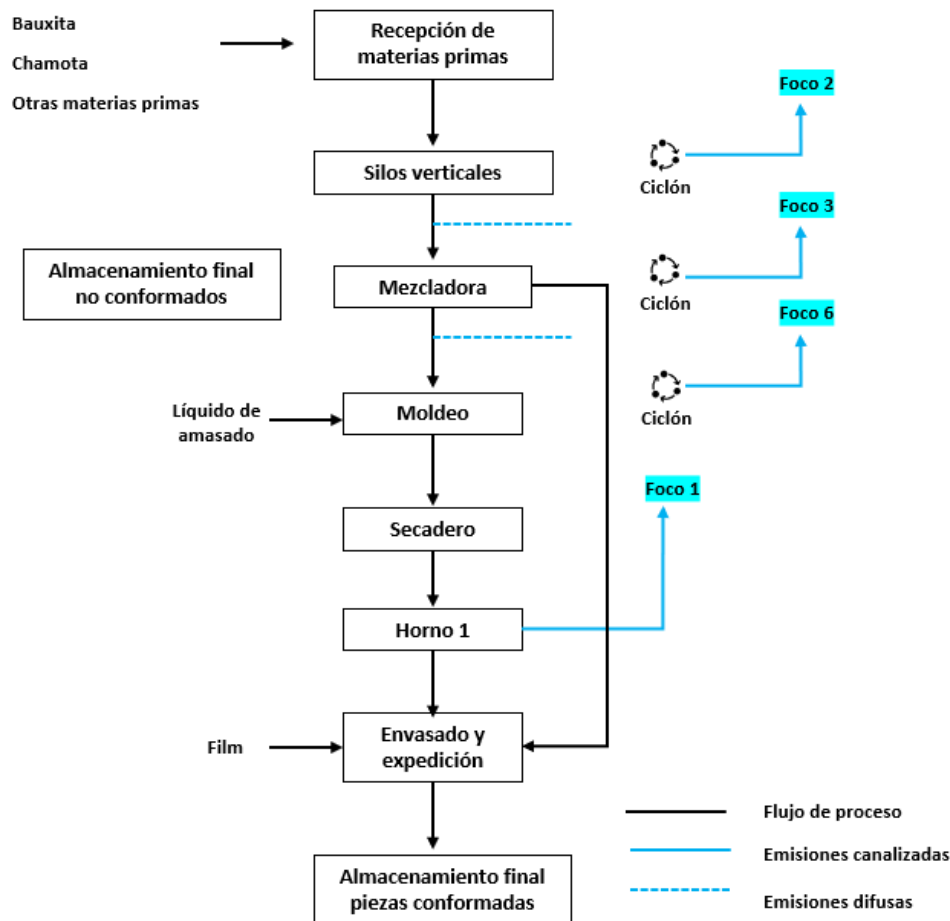 Bauxita
Chamota
Otras materias primas
Recepción de
materias primas
Foco 2
Ciclón
Silos verticales
Foco 3
Ciclón
Almacenamiento final
no conformados
Mezcladora
Foco 6
Ciclón
Líquido de
amasado
Moldeo
Foco 1
Secadero
Horno 1
Film
Envasado y
expedición
Almacenamiento final
piezas conformadas
Flujo de proceso
Emisiones canalizadas
Emisiones difusas